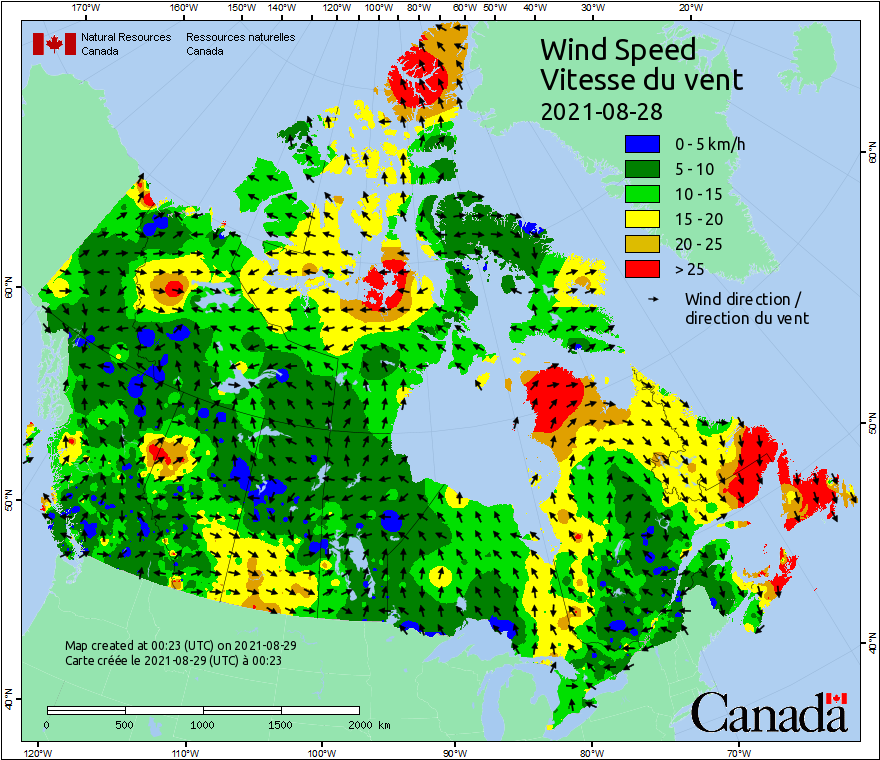 170°W 160°W 150°W 140°W 130°W 120°W 110°W 100°W 80°W 60°W 50°W 40°W 30°W 20°W
Natural Resources Ressources naturelles
Canada Canada
Wind Speed
Vitesse du vent
2021-08-28
0 - 5 km/h
5 - 10
10 - 15
15 - 20
20 - 25
> 25
Wind direction /
direction du vent
60°N
60°N
50°N
50°N
40°N
40°N
Map created at 00:23 (UTC) on 2021-08-29
Carte créée le 2021-08-29 (UTC) à 00:23
0 500 1000 1500 2000 km
Canada
120°W 110°W 100°W 90°W 80°W 70°W